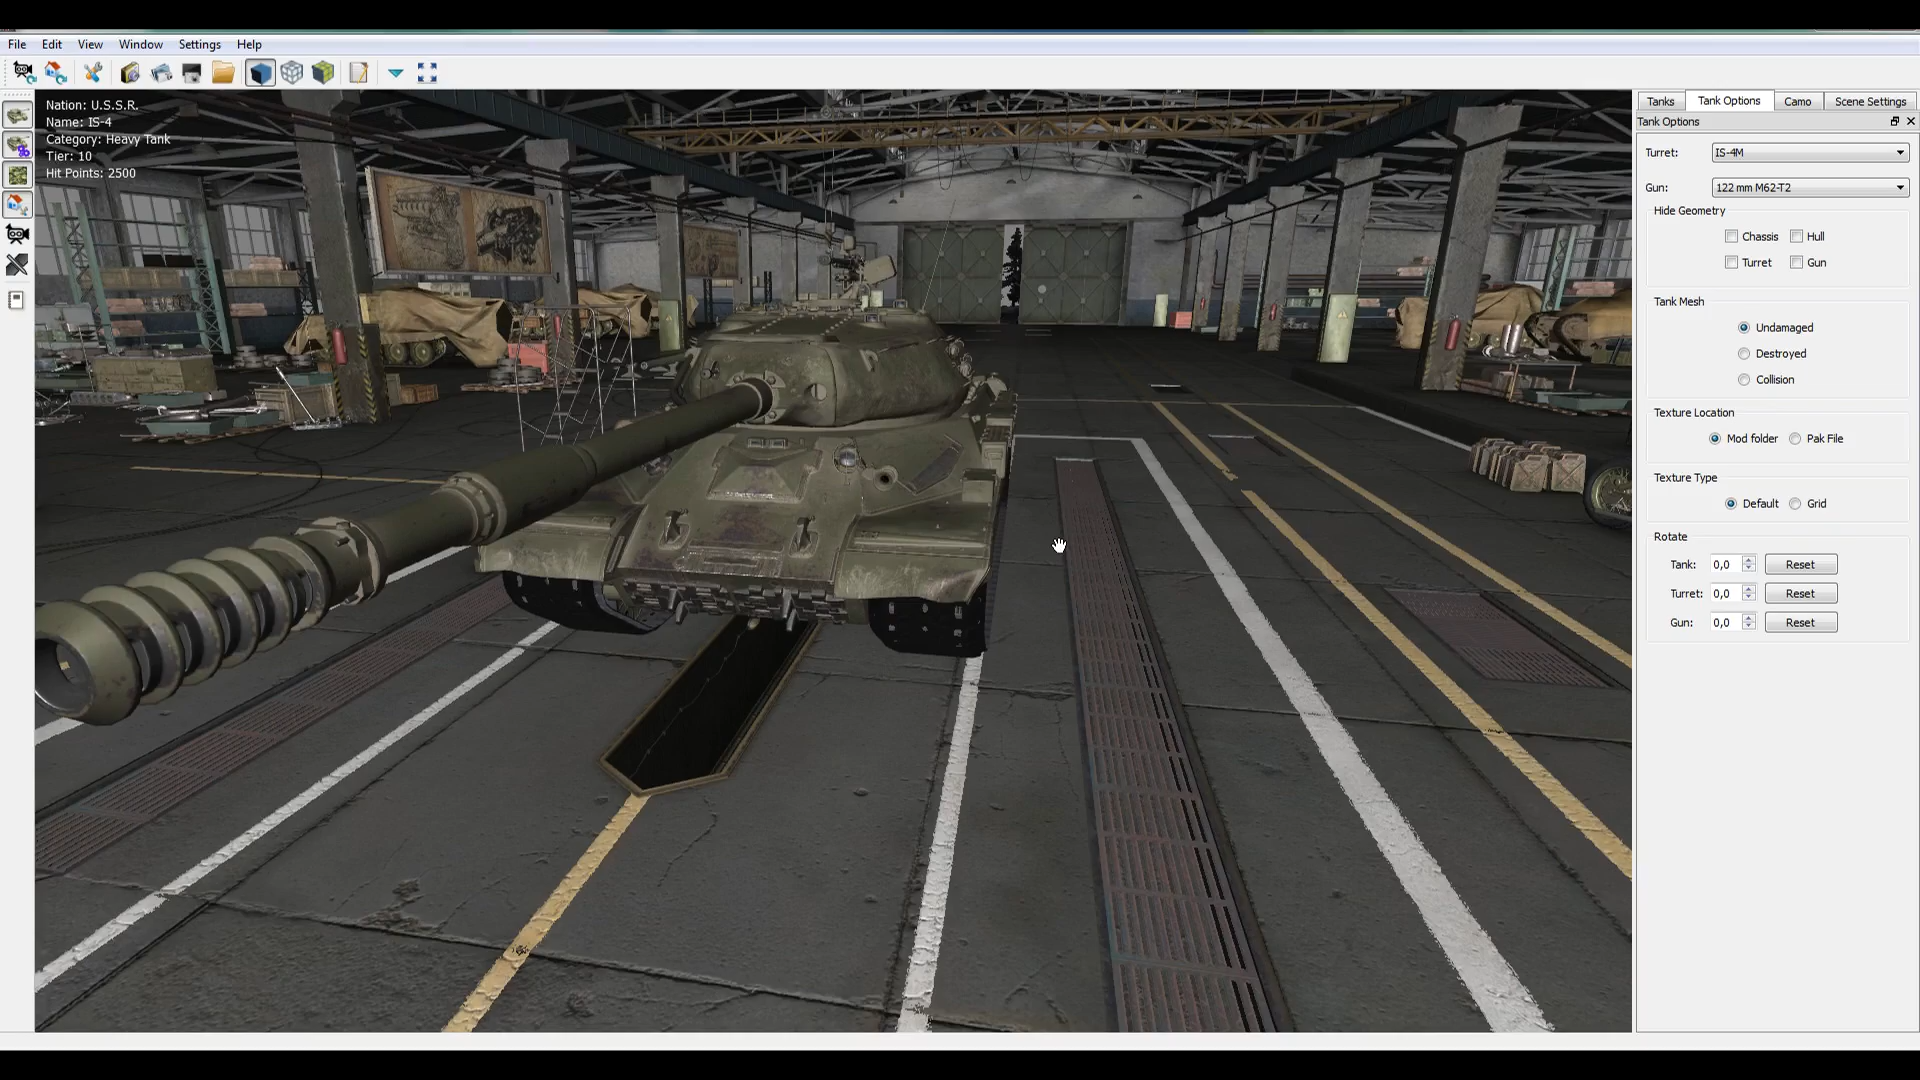 File Edit View Window Settings Help
Nation: U.S.S.R.
Name: IS-4
Category: Heavy Tank
Tier: 10
Hit Points: 2500
Tanks Tank Options Camo Scene Settings
Tank Options
Turret: IS-4M
Gun: 122 mm M62-T2
Hide Geometry
Chassis Hull
Turret Gun
Tank Mesh
Undamaged
Destroyed
Collision
Texture Location
Mod folder Pak File
Texture Type
Default Grid
Rotate
Tank: 0,0 Reset
Turret: 0,0 Reset
Gun: 0,0 Reset